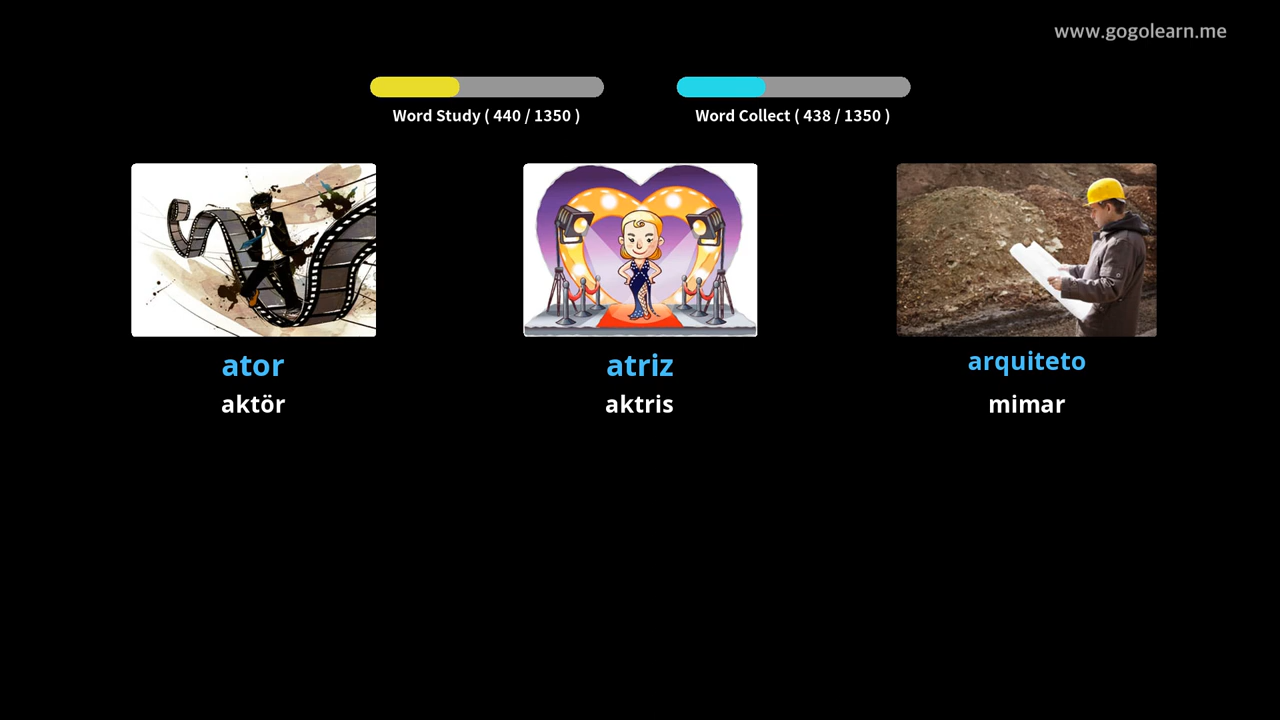 www.gogolearn.me
Word Study ( 440 / 1350 )
Word Collect ( 438 / 1350 )
ator
aktör
atriz
aktris
arquiteto
mimar